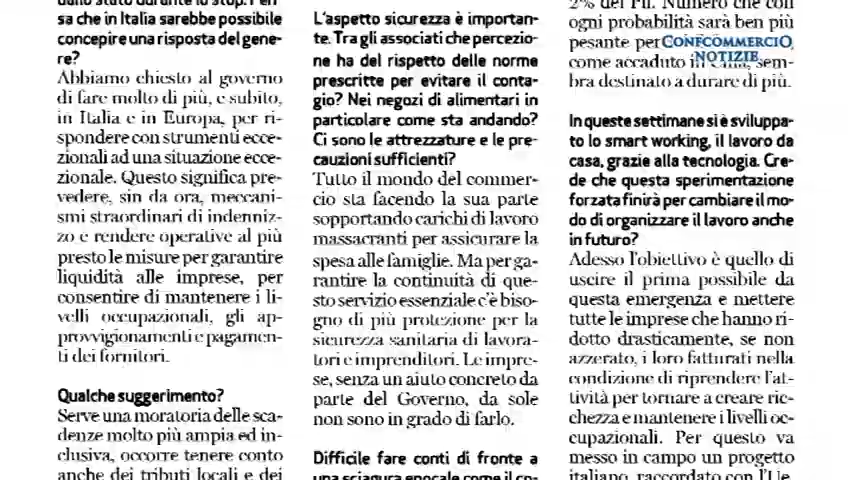 sa che in Italia sarebbe possibile
concepire una risposta del gene-
re?
Abbiamo chiesto al governo
di fare molto di più, e subito,
in Italia e in Europa, per ri-
spondere con strumenti ecce-
zionali ad una situazione ecce-
zionale. Questo significa pre-
vedere, sin da ora, meccani-
smi straordinari di indenniz-
zo e rendere operative al più
presto le misure per garantire
liquidità alle imprese, per
consentire di mantenere i li-
velli occupazionali, gli ap-
provvigionamenti e pagamen-
ti dei fornitori.
Qualche suggerimento?
Serve una moratoria delle sca-
denze molto più ampia ed in-
clusiva, occorre tenere conto
anche dei tributi locali e dei
L'aspetto sicurezza è importan-
te. Tra gli associati che percezio-
ne ha del rispetto delle norme
prescritte per evitare il conta-
gio? Nei negozi di alimentari in
particolare come sta andando?
Ci sono le attrezzature e le pre-
cauzioni sufficienti?
Tutto il mondo del commer-
cio sta facendo la sua parte
sopportando carichi di lavoro
massacranti per assicurare la
spesa alle famiglie. Ma per ga-
rantire la continuità di que-
sto servizio essenziale c'è biso-
gno di più protezione per la
sicurezza sanitaria di lavora-
tori e imprenditori. Le impre-
se, senza un aiuto concreto da
parte del Governo, da sole
non sono in grado di farlo.
Difficile fare conti di fronte a
una sciagura epocale come il co-
2% del Pil. Numero che con
ogni probabilità sarà ben più
pesante per
CONFCOMMERCIO
NOTIZIE
come accaduto in sem-
bra destinato a durare di più.
In queste settimane si è sviluppa-
to lo smart working, il lavoro da
casa, grazie alla tecnologia. Cre-
de che questa sperimentazione
forzata finirà per cambiare il mo-
do di organizzare il lavoro anche
in futuro?
Adesso l'obiettivo è quello di
uscire il prima possibile da
questa emergenza e mettere
tutte le imprese che hanno ri-
dotto drasticamente, se non
azzerato, i loro fatturati nella
condizione di riprendere l'at-
tività per tornare a creare ric-
chezza e mantenere i livelli oc-
cupazionali. Per questo va
messo in campo un progetto
italiano, raccordato con l'Ue,